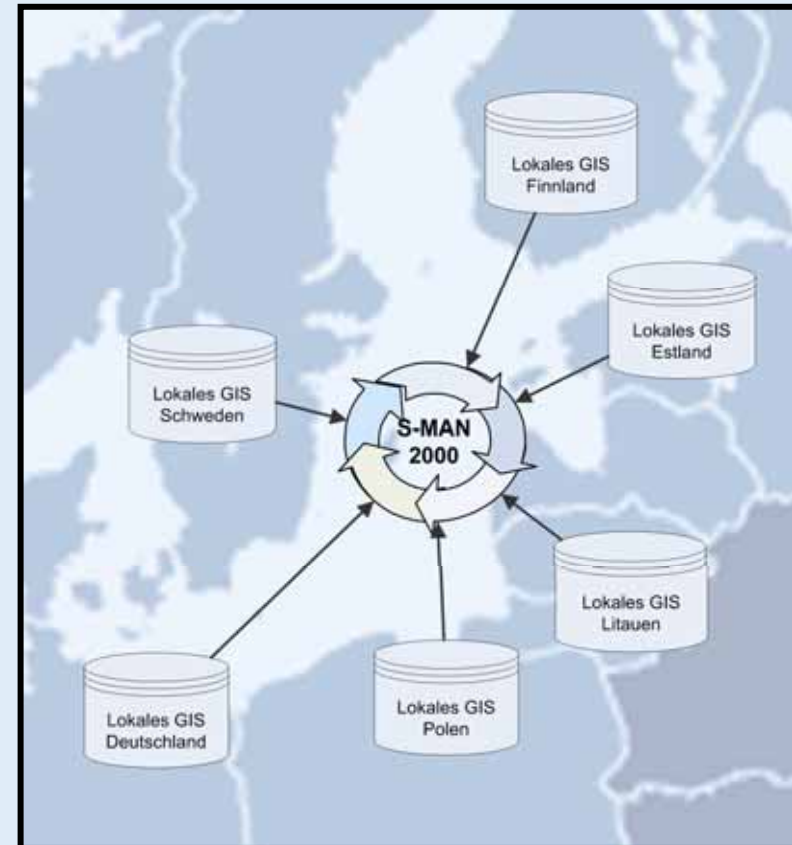 Lokales GIS
Finnland
Lokales GIS
Estland
Lokales GIS
Schweden
S-MAN
2000
Lokales GIS
Litauen
Lokales GIS
Deutschland
Lokales GIS
Polen